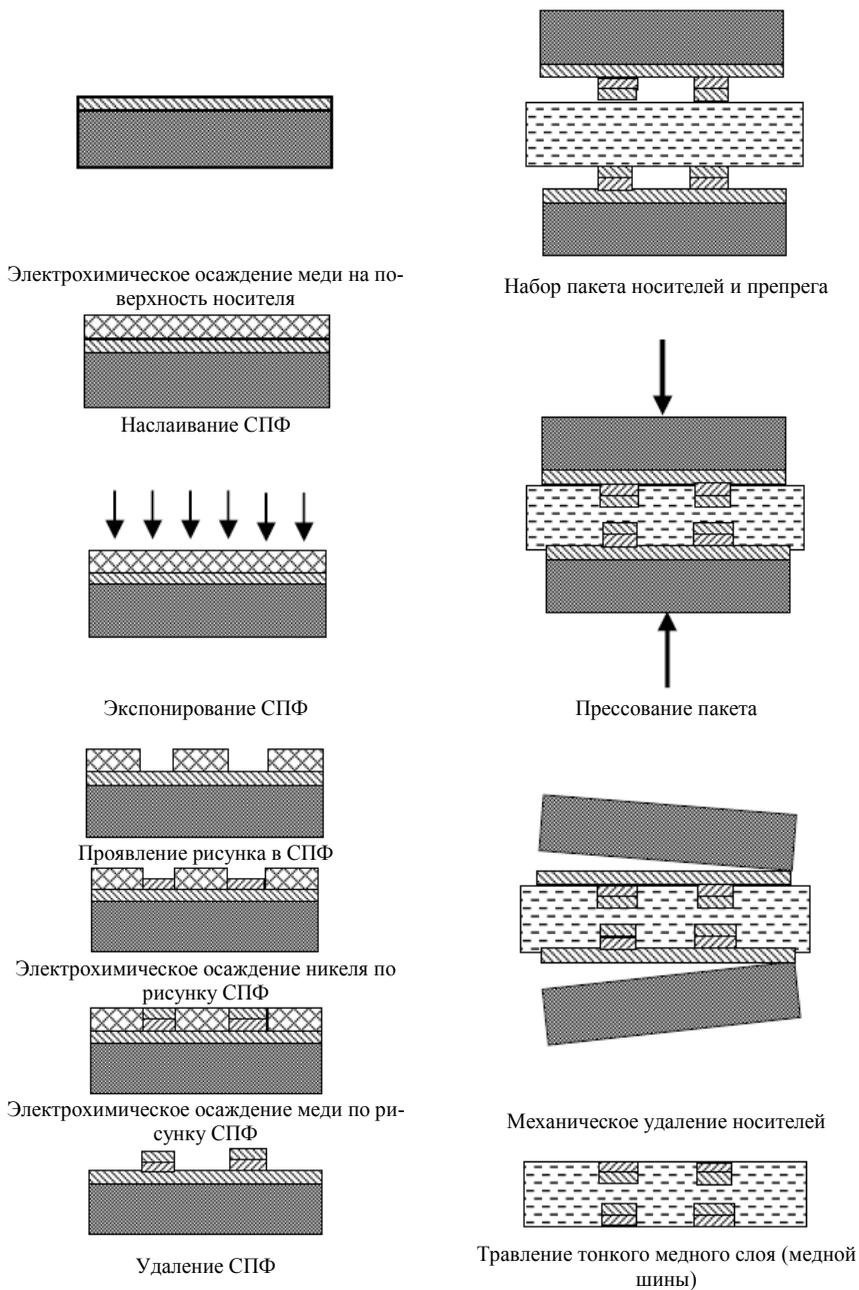 Электрохимическое осаждение меди на по-
верхность носителя
Наслаивание СПФ
Экспонирование СПФ
Проявление рисунка в СПФ
Электрохимическое осаждение никеля по
рисунку СПФ
Электрохимическое осаждение меди по ри-
сунку СПФ
Удаление СПФ
Набор пакета носителей и препрега
Прессование пакета
Механическое удаление носителей
Травление тонкого медного слоя (медной
шины)